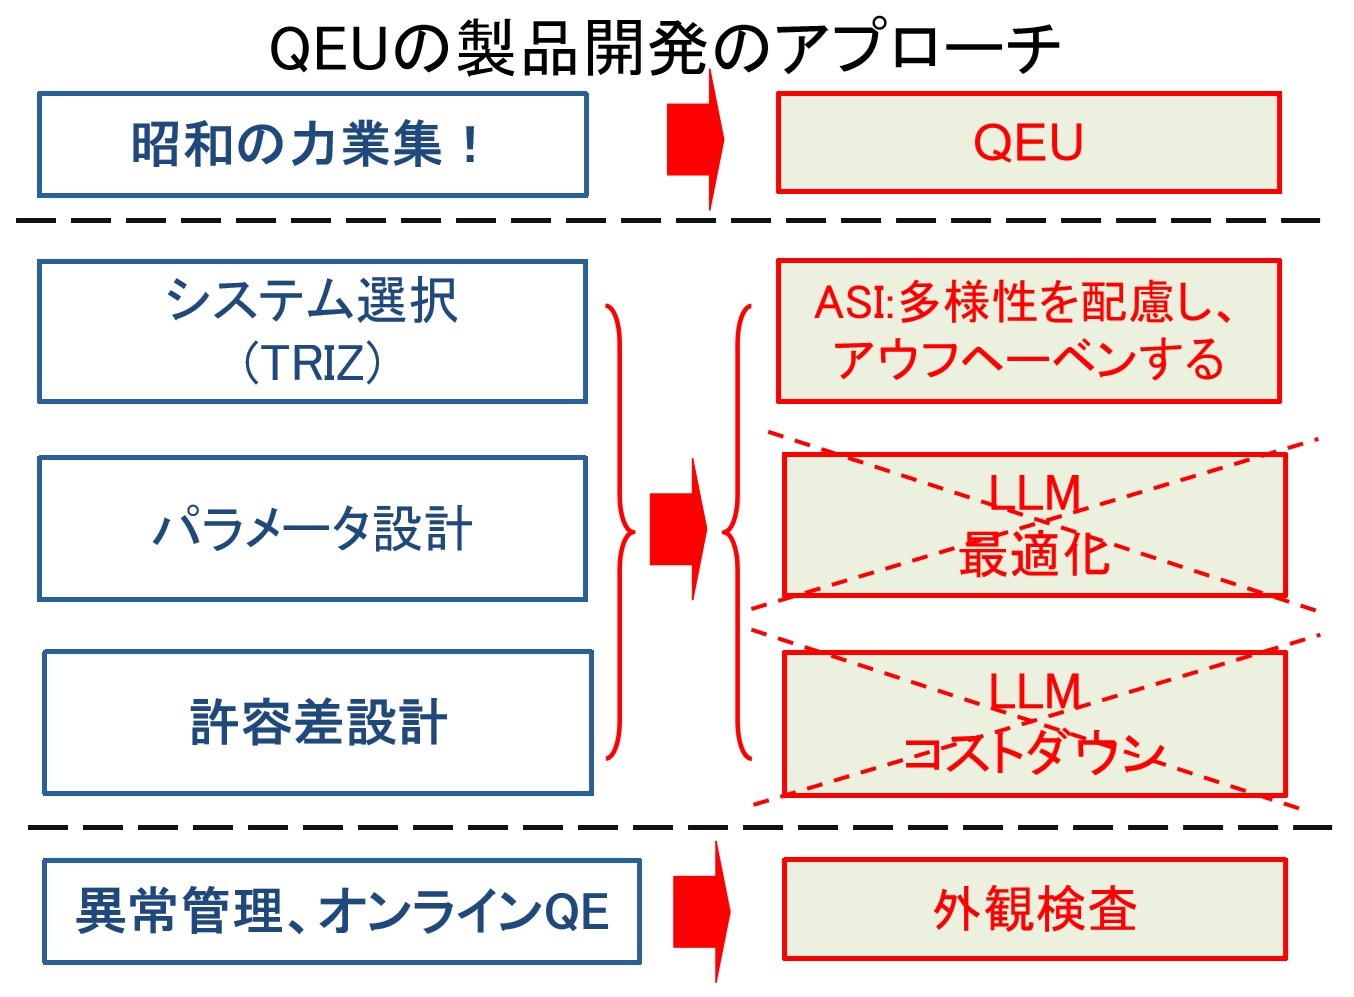 QEUの製品開発のアプローチ
昭和の力業集！
QEU
システム選択
（TRIZ）
ASI:多様性を配慮し、
アウフヘーベンする
パラメータ設計
LLM
最適化
許容差設計
LLM
コストダウン
異常管理、オンラインQE
外観検査